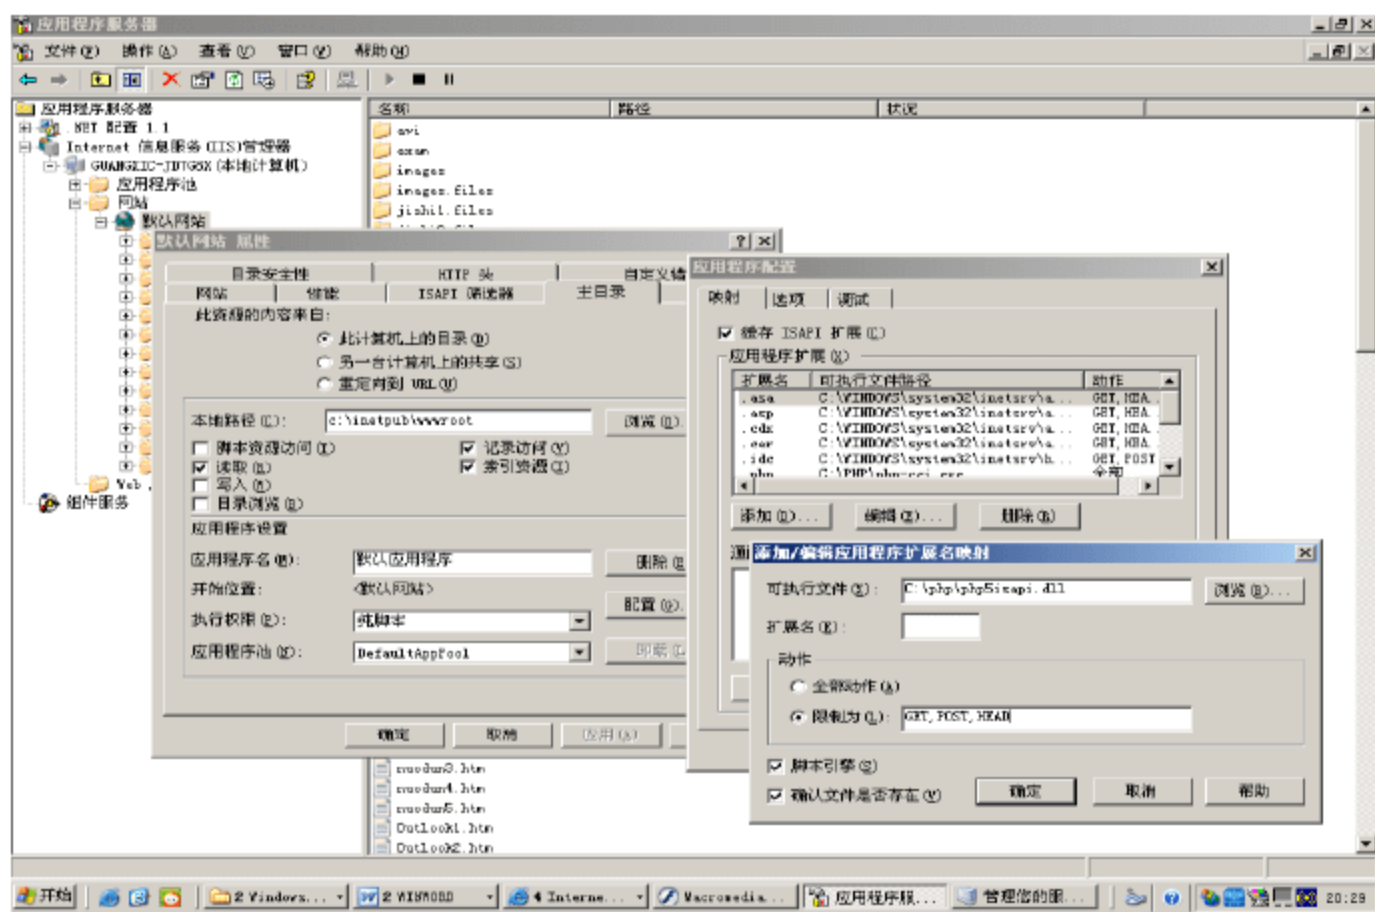 应用程序服务器
文件(F) 操作(A) 查看(V) 窗口(W) 帮助(H)
应用程序服务器
.NET 配置 1.1
Internet 信息服务(IIS)管理器
(本地计算机)
应用程序池
网站
默认网站
Web
组件服务
名称 路径 状况
avi
exam
images
images.files
jishi1.files
默认网站 属性
目录安全性 HTTP 头 自定义错
网站 性能 ISAPI 筛选器 主目录
此资源的内容来自:
此计算机上的目录(D)
另一台计算机上的共享(S)
重定向到 URL(U)
本地路径(C): c:\inetpub\wwwroot 浏览(O).
脚本资源访问(T) 记录访问(V)
读取(R) 索引资源(I)
写入(W)
目录浏览(B)
应用程序设置
应用程序名(M): 默认应用程序 删除(E
开始位置: <默认网站>
配置(G).
执行权限(P): 纯脚本
应用程序池(N): DefaultAppPool 卸载(L
确定 取消 应用(A)
maodun3.htm
maodun4.htm
maodun5.htm
Outlook1.htm
Outlook2.htm
应用程序配置
映射 选项 调试
缓存 ISAPI 扩展(C)
应用程序扩展(X)
扩展名 可执行文件路径 动作
.asa C:\WINDOWS\system32\inetsrv\a... GET,HEA..
.asp C:\WINDOWS\system32\inetsrv\a... GET,HEA..
.cdx C:\WINDOWS\system32\inetsrv\a... GET,HEA..
.cer C:\WINDOWS\system32\inetsrv\a... GET,HEA..
.idc C:\WINDOWS\system32\inetsrv\h... GET,POST
.php C:\PHP\php-cgi.exe 全部
添加(D)... 编辑(E)... 删除(R)
通
添加/编辑应用程序扩展名映射
可执行文件(X): C:\php\php5isapi.dll 浏览(B)...
扩展名(E):
动作
全部动作(A)
限制为(L): GET,POST,HEAD
脚本引擎(S)
确认文件是否存在(V) 确定 取消 帮助
开始 2 Windows... 2 WINWORD 4 Interne... Macromedia... 应用程序服... 管理您的服... 20:29